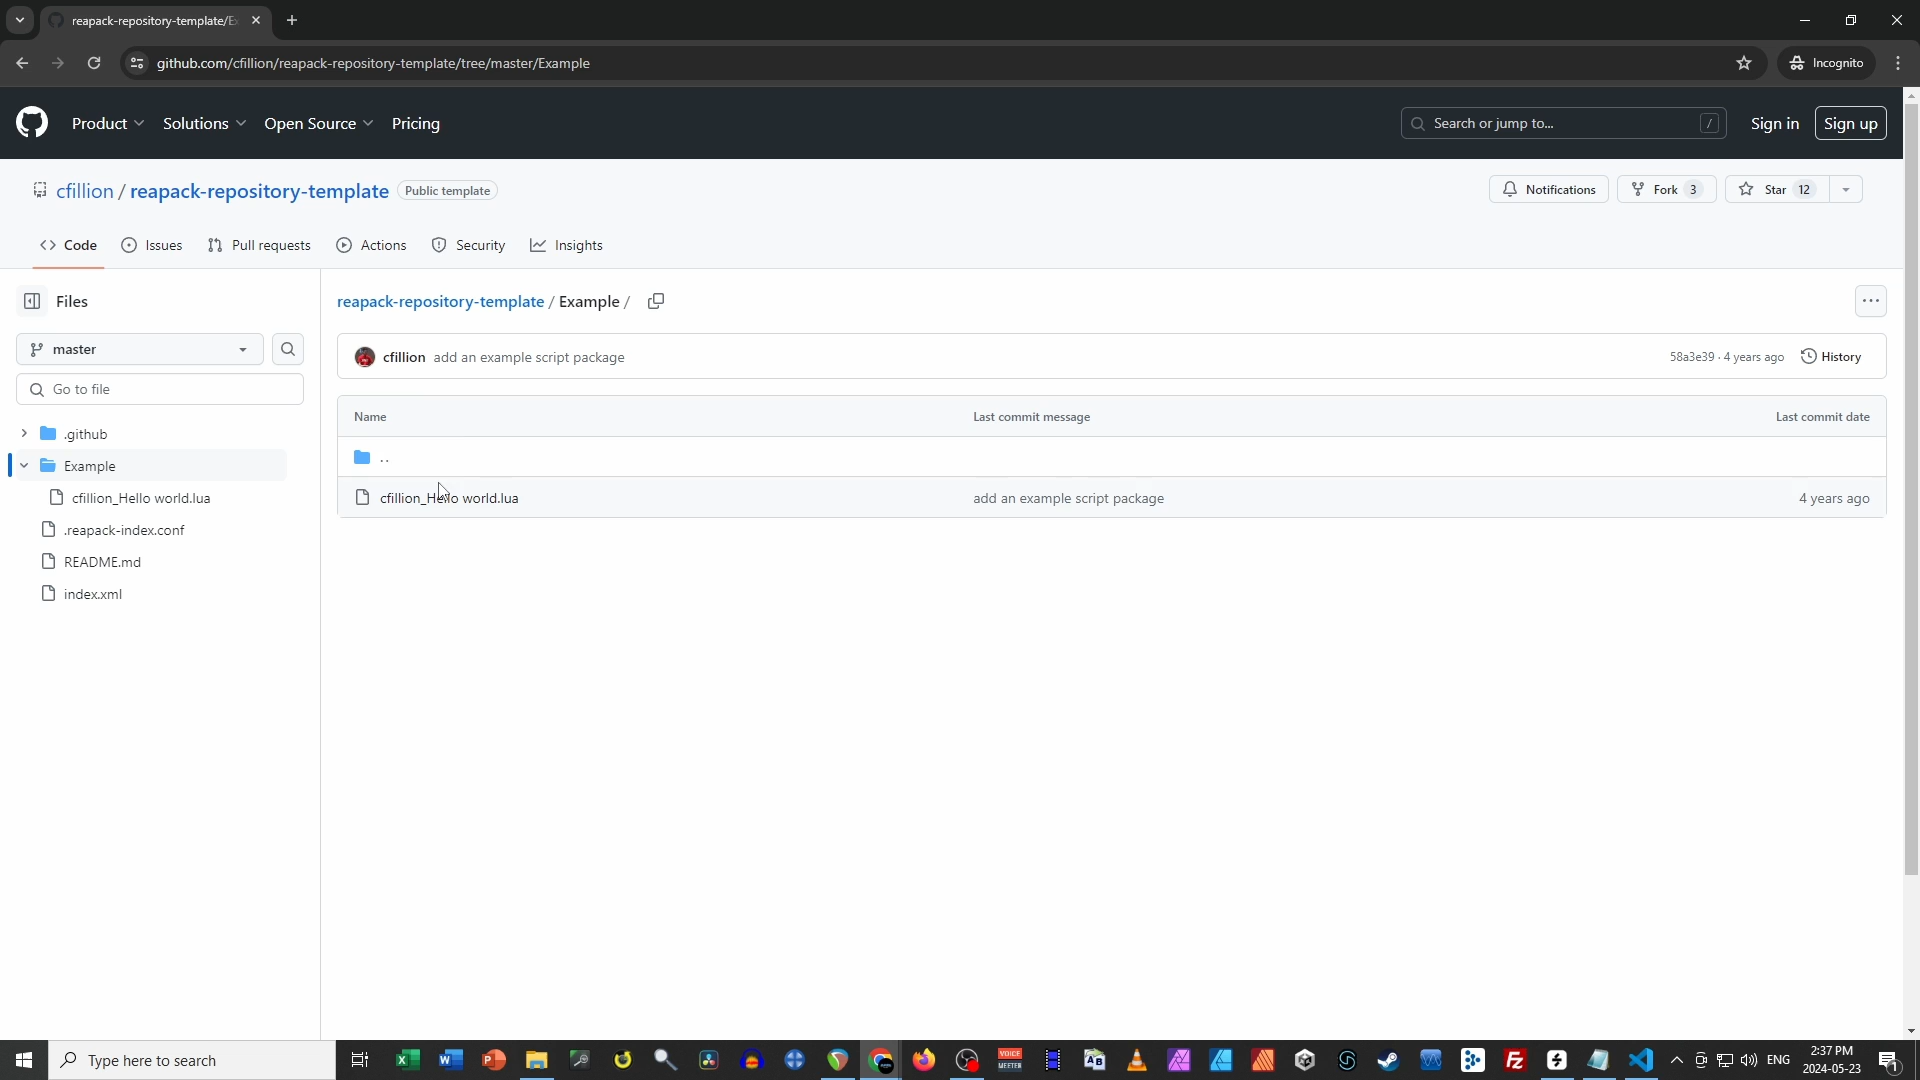 reapack-repository-template/E
github.com/cfillion/reapack-repository-template/tree/master/Example
Incognito
Product
Solutions
Open Source
Pricing
Search or jump to...
/
Sign in
Sign up
cfillion / reapack-repository-template
Public template
Notifications
Fork 3
Star 12
Code
Issues
Pull requests
Actions
Security
Insights
Files
reapack-repository-template / Example /
master
Go to file
cfillion add an example script package
58a3e39 · 4 years ago
History
Name
Last commit message
Last commit date
..
.github
Example
cfillion_Hello world.lua
add an example script package
4 years ago
cfillion_Hello world.lua
.reapack-index.conf
README.md
index.xml
Type here to search
VOICE
MEETER
ENG
2:37 PM
2024-05-23
1